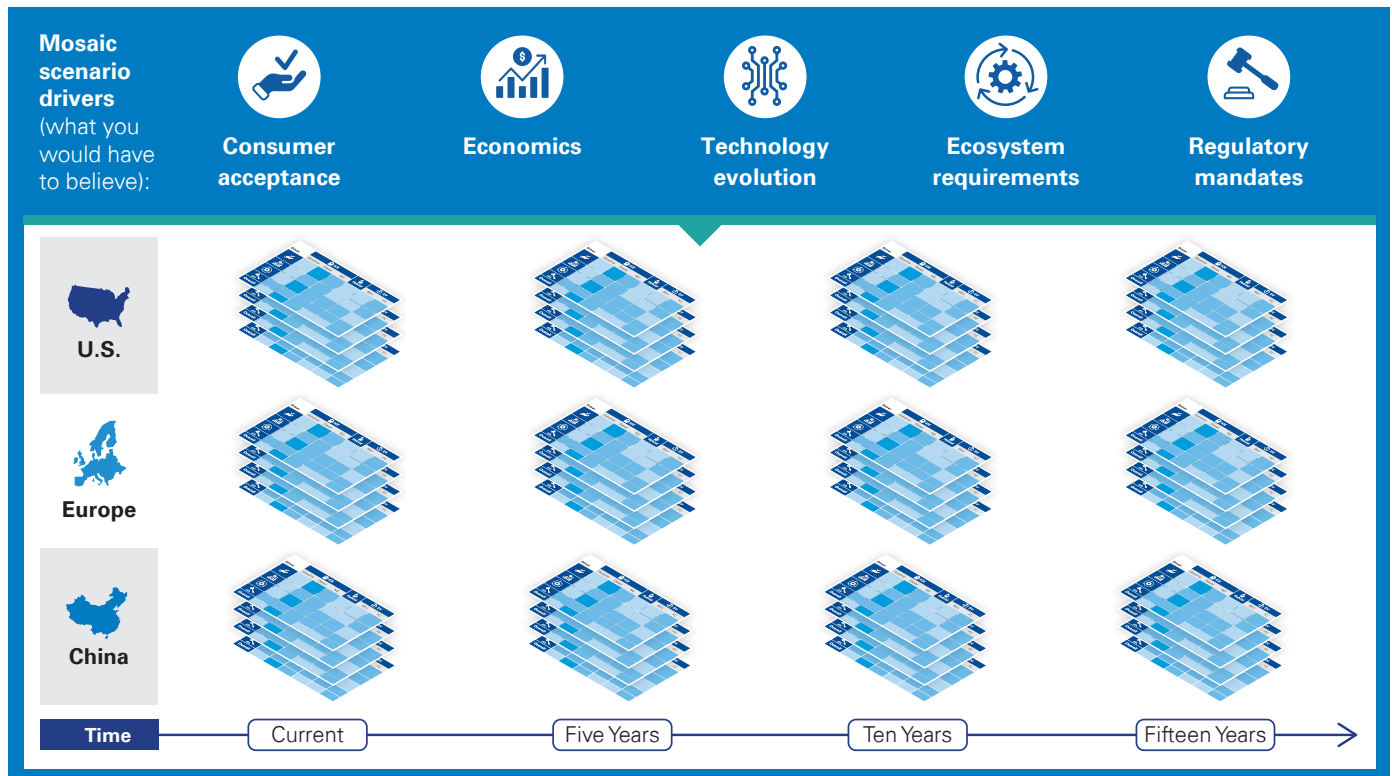 Mosaic
scenario
drivers
(what you
would have
to believe):
Consumer
acceptance
Economics
Technology
evolution
Ecosystem
requirements
Regulatory
mandates
U.S.
Europe
China
Time
Current
Five Years
Ten Years
Fifteen Years